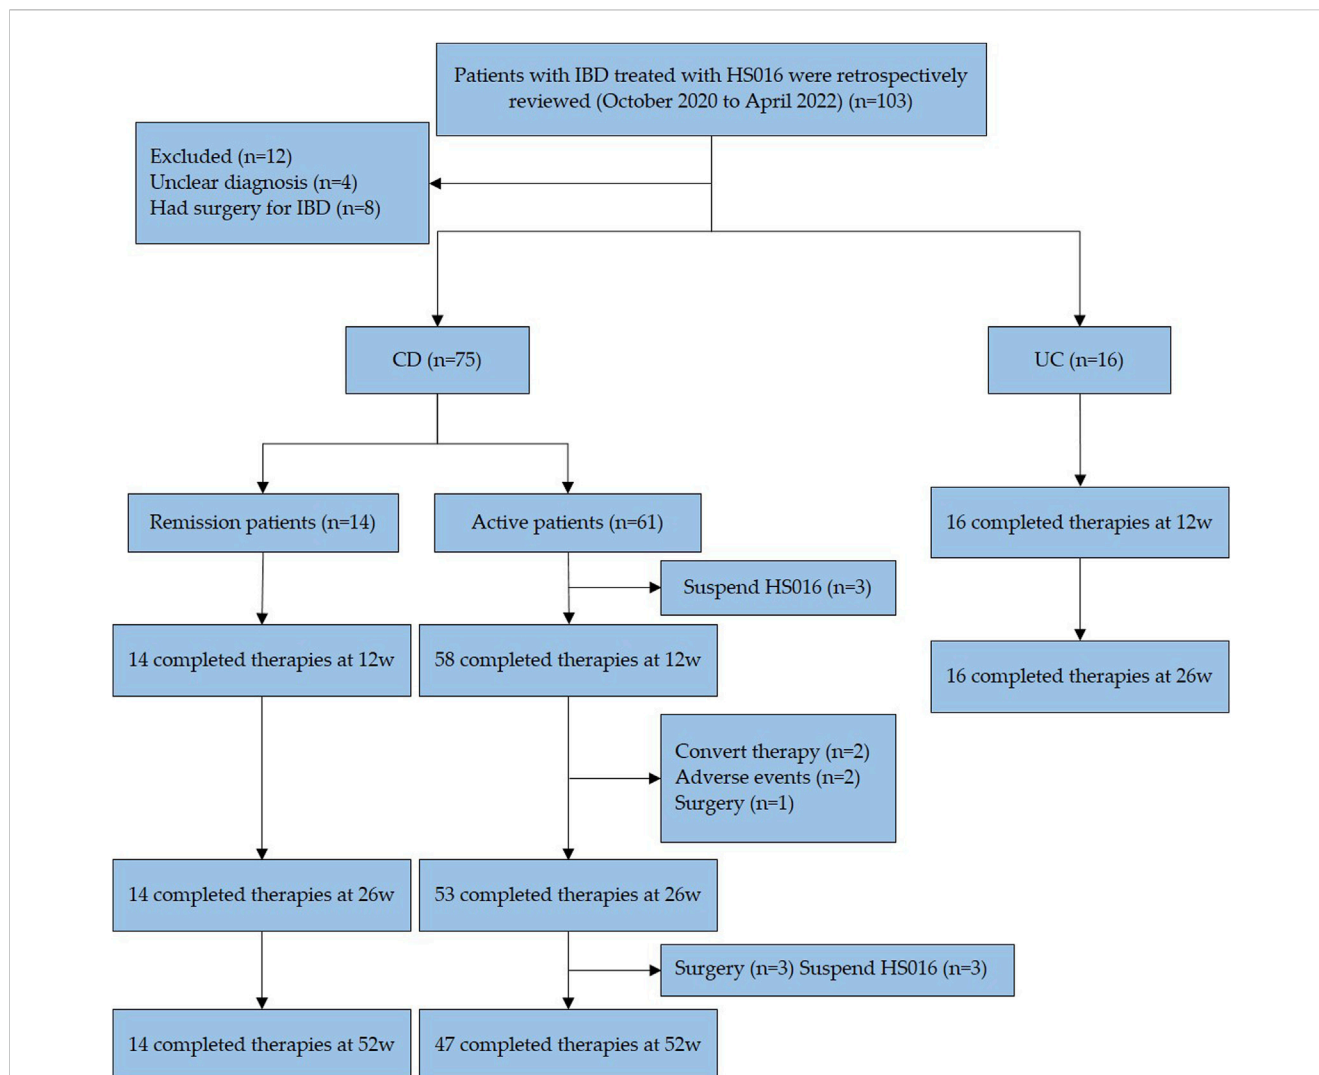 Patients with IBD treated with HS016 were retrospectively
reviewed (October 2020 to April 2022) (n=103)
Excluded (n=12)
Unclear diagnosis (n=4)
Had surgery for IBD (n=8)
CD (n=75)
UC (n=16)
Remission patients (n=14)
Active patients (n=61)
16 completed therapies at 12w
Suspend HS016 (n=3)
14 completed therapies at 12w
58 completed therapies at 12w
16 completed therapies at 26w
Convert therapy (n=2)
Adverse events (n=2)
Surgery (n=1)
14 completed therapies at 26w
53 completed therapies at 26w
Surgery (n=3) Suspend HS016 (n=3)
14 completed therapies at 52w
47 completed therapies at 52w